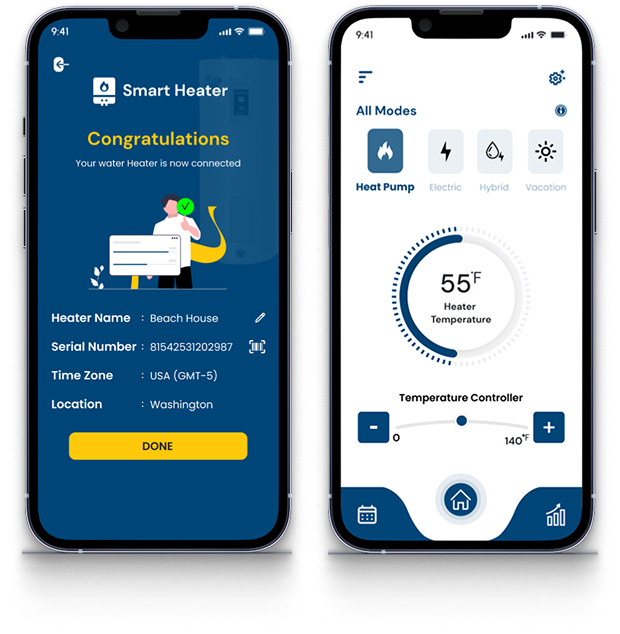 9:41
Smart Heater
Congratulations
Your water Heater is now connected
Heater Name : Beach House
Serial Number : 81542531202987
Time Zone : USA (GMT-5)
Location : Washington
DONE
9:41
All Modes
Heat Pump Electric Hybrid Vacation
55°F
Heater
Temperature
Temperature Controller
- +
0 140°F